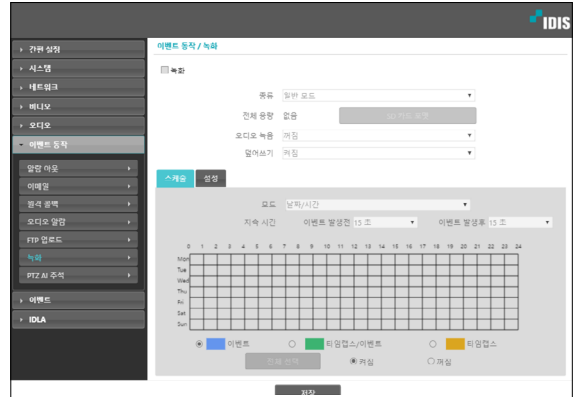 IDIS
간편 설정
시스템
네트워크
비디오
오디오
이벤트 동작
알람 아웃
이메일
원격 콜백
오디오 알람
FTP 업로드
녹화
PTZ AI 추적
이벤트
IDLA
이벤트 동작 / 녹화
녹화
종류 일반 모드
전체 용량 없음 SD 카드 포맷
오디오 녹음 꺼짐
덮어쓰기 켜짐
스케줄 설정
모드 날짜/시간
지속 시간 이벤트 발생전 15 초 이벤트 발생후 15 초
0 1 2 3 4 5 6 7 8 9 10 11 12 13 14 15 16 17 18 19 20 21 22 23 24
Mon
Tue
Wed
Thu
Fri
Sat
Sun
이벤트 타임랩스/이벤트 타임랩스
전체 선택 켜짐 꺼짐
저장